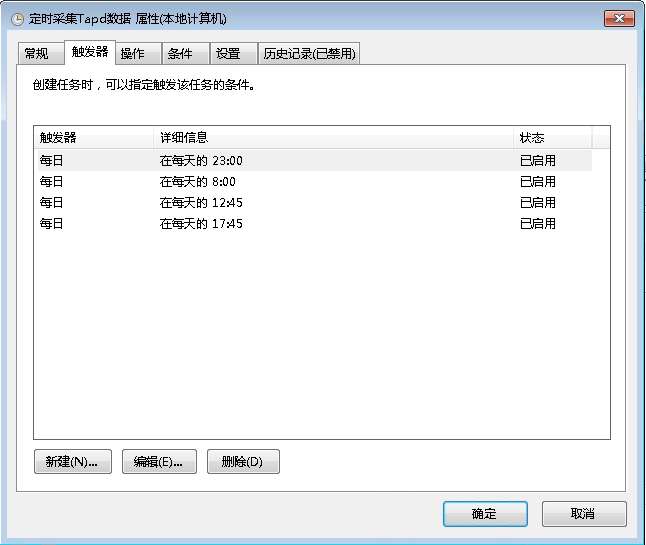 定时采集Tapd数据 属性(本地计算机)
常规 触发器 操作 条件 设置 历史记录(已禁用)
创建任务时，可以指定触发该任务的条件。
触发器 详细信息 状态
每日 在每天的 23:00 已启用
每日 在每天的 8:00 已启用
每日 在每天的 12:45 已启用
每日 在每天的 17:45 已启用
新建(N)... 编辑(E)... 删除(D)
确定 取消